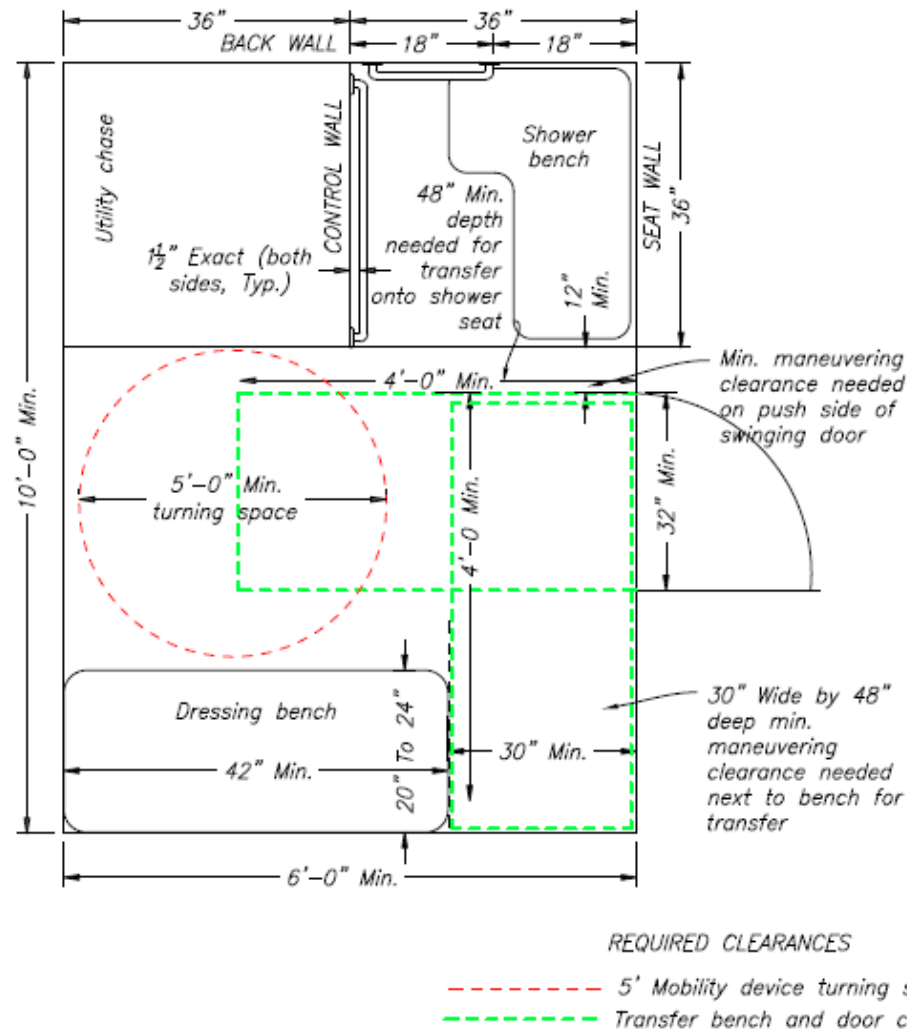 36"
36"
BACK WALL
18"
18"
Utility chase
CONTROL WALL
Shower
bench
SEAT WALL
36"
48" Min.
depth
needed for
transfer
onto shower
seat
1½" Exact (both
sides, Typ.)
12"
Min.
10'-0" Min.
4'-0" Min.
Min. maneuvering
clearance needed
on push side of
swinging door
5'-0" Min.
turning space
4'-0 Min.
32" Min.
Dressing bench
20" To 24"
42" Min.
30" Min.
30" Wide by 48"
deep min.
maneuvering
clearance needed
next to bench for
transfer
6'-0" Min.
REQUIRED CLEARANCES
5' Mobility device turning
Transfer bench and door